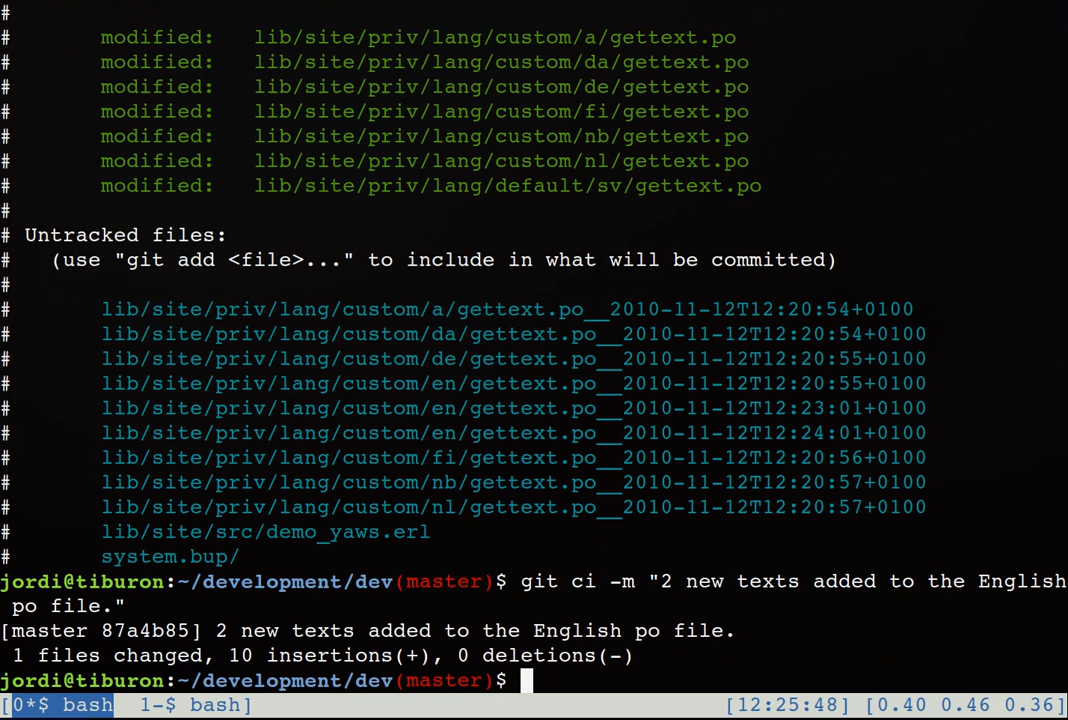 #
#       modified:   lib/site/priv/lang/custom/a/gettext.po
#       modified:   lib/site/priv/lang/custom/da/gettext.po
#       modified:   lib/site/priv/lang/custom/de/gettext.po
#       modified:   lib/site/priv/lang/custom/fi/gettext.po
#       modified:   lib/site/priv/lang/custom/nb/gettext.po
#       modified:   lib/site/priv/lang/custom/nl/gettext.po
#       modified:   lib/site/priv/lang/default/sv/gettext.po
#
# Untracked files:
#   (use "git add <file>..." to include in what will be committed)
#
#       lib/site/priv/lang/custom/a/gettext.po__2010-11-12T12:20:54+0100
#       lib/site/priv/lang/custom/da/gettext.po__2010-11-12T12:20:54+0100
#       lib/site/priv/lang/custom/de/gettext.po__2010-11-12T12:20:55+0100
#       lib/site/priv/lang/custom/en/gettext.po__2010-11-12T12:20:55+0100
#       lib/site/priv/lang/custom/en/gettext.po__2010-11-12T12:23:01+0100
#       lib/site/priv/lang/custom/en/gettext.po__2010-11-12T12:24:01+0100
#       lib/site/priv/lang/custom/fi/gettext.po__2010-11-12T12:20:56+0100
#       lib/site/priv/lang/custom/nb/gettext.po__2010-11-12T12:20:57+0100
#       lib/site/priv/lang/custom/nl/gettext.po__2010-11-12T12:20:57+0100
#       lib/site/src/demo_yaws.erl
#       system.bup/
jordi@tiburon:~/development/dev(master)$ git ci -m "2 new texts added to the English
 po file."
[master 87a4b85] 2 new texts added to the English po file.
 1 files changed, 10 insertions(+), 0 deletions(-)
jordi@tiburon:~/development/dev(master)$
[0*$ bash  1-$ bash] [12:25:48] [0.40 0.46 0.36]